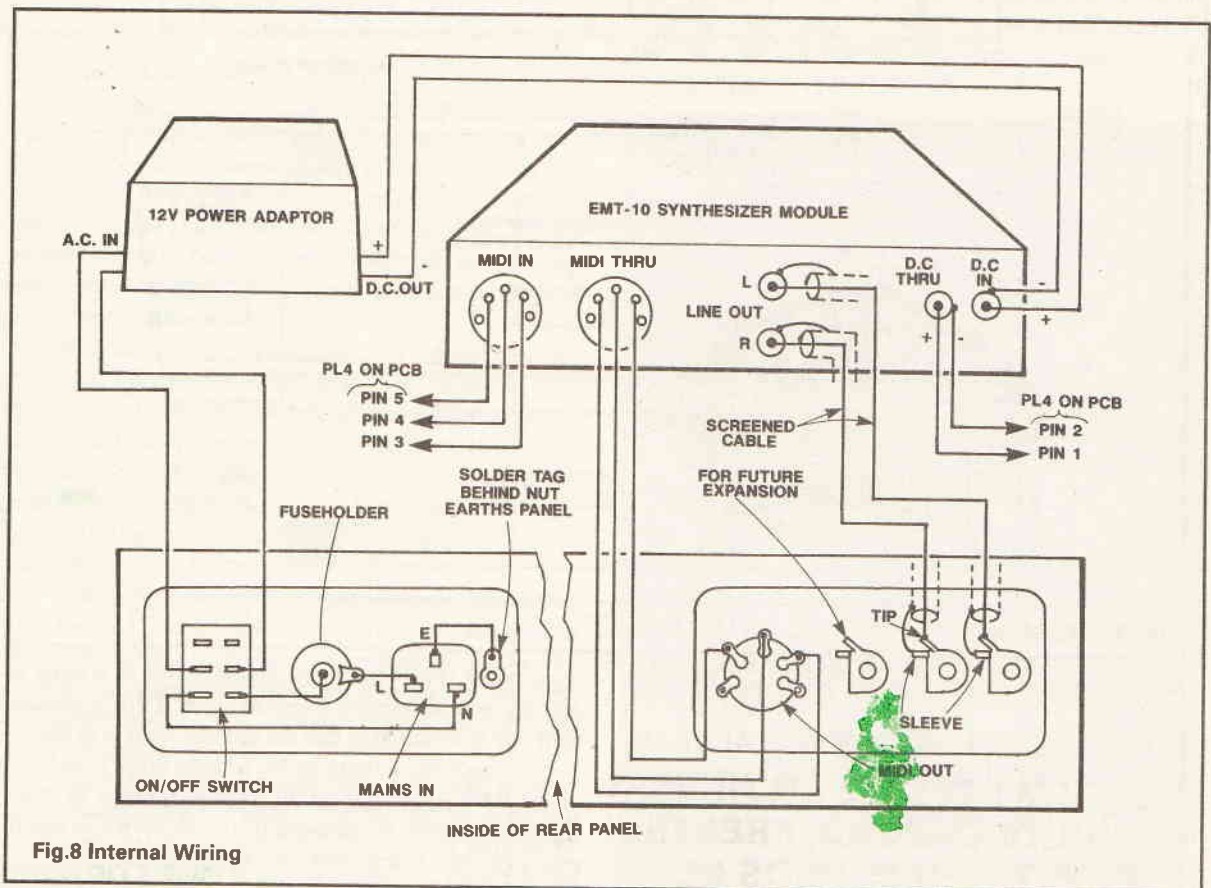 12V POWER ADAPTOR
A.C. IN
+
-
D.C.OUT
EMT-10 SYNTHESIZER MODULE
MIDI IN
MIDI THRU
L
LINE OUT
R
D.C
THRU
D.C
IN
-
+
+
-
PL4 ON PCB
PIN 5
PIN 4
PIN 3
PL4 ON PCB
PIN 2
PIN 1
SCREENED
CABLE
SOLDER TAG
BEHIND NUT
EARTHS PANEL
FOR FUTURE
EXPANSION
FUSEHOLDER
E
L
N
TIP
SLEEVE
MIDI OUT
ON/OFF SWITCH
MAINS IN
INSIDE OF REAR PANEL
Fig.8 Internal Wiring